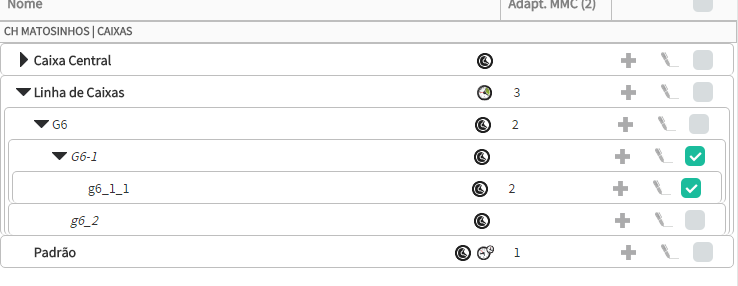 Nome Adapt. MMC (2)
CH MATOSINHOS | CAIXAS
Caixa Central
Linha de Caixas 3
G6 2
G6-1
g6_1_1 2
g6_2
Padrão 1